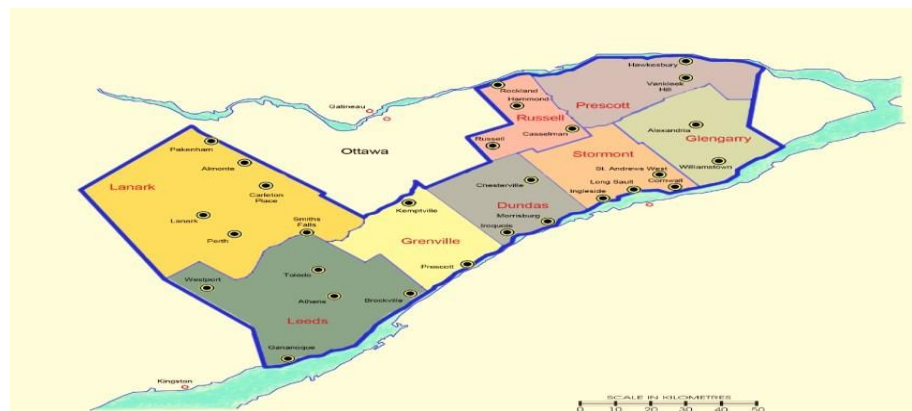 Hawkesbury
Rockland
Hammond
Vankleek
Hill
Gatineau
Prescott
Russell
Casselman
Alexandria
Glengarry
Russell
Ottawa
Pakenham
Stormont
Almonte
St. Andrews West
Williamstown
Lanark
Chesterville
Long Sault
Cornwall
Carleton
Place
Ingleside
Dundas
Kemptville
Lanark
Smiths
Falls
Morrisburg
Perth
Iroquois
Grenville
Toledo
Prescott
Westport
Athens
Brockville
Leeds
Gananoque
Kingston
SCALE IN KILOMETRES
0 10 20 30 40 50